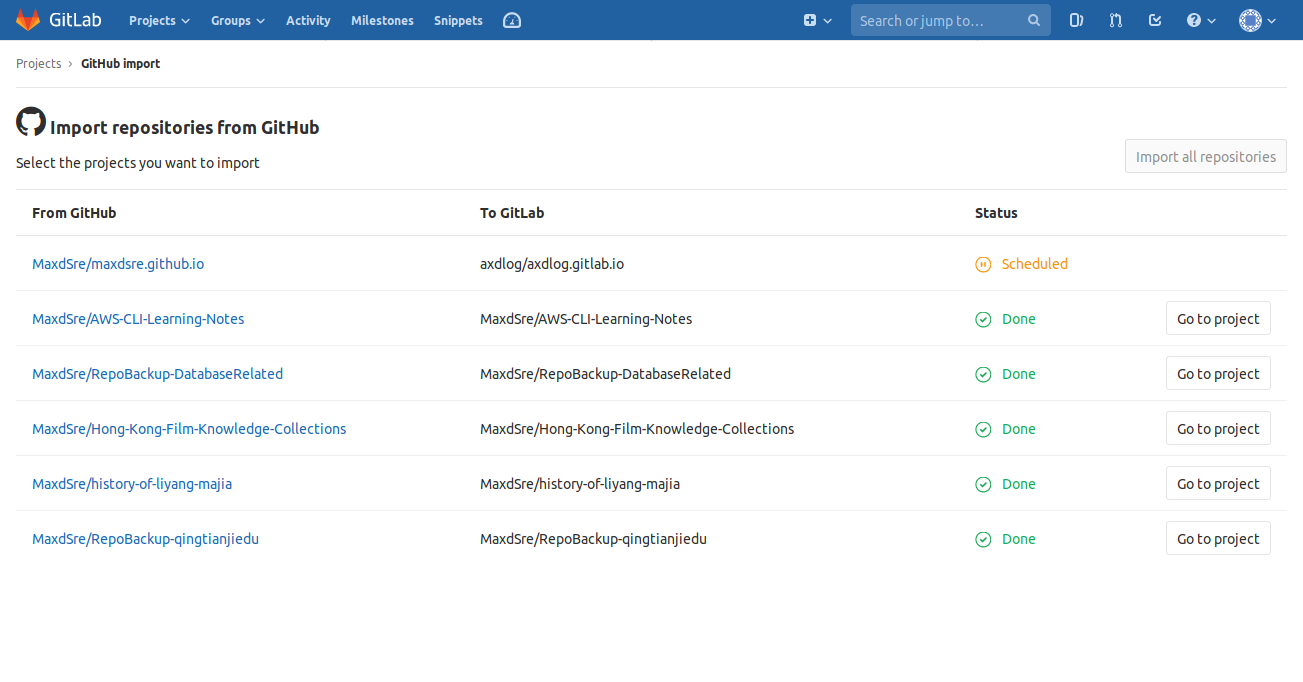 GitLab Projects Groups Activity Milestones Snippets Search or jump to…
Projects › GitHub import
Import repositories from GitHub
Select the projects you want to import
Import all repositories
From GitHub To GitLab Status
MaxdSre/maxdsre.github.io axdlog/axdlog.gitlab.io Scheduled
MaxdSre/AWS-CLI-Learning-Notes MaxdSre/AWS-CLI-Learning-Notes Done Go to project
MaxdSre/RepoBackup-DatabaseRelated MaxdSre/RepoBackup-DatabaseRelated Done Go to project
MaxdSre/Hong-Kong-Film-Knowledge-Collections MaxdSre/Hong-Kong-Film-Knowledge-Collections Done Go to project
MaxdSre/history-of-liyang-majia MaxdSre/history-of-liyang-majia Done Go to project
MaxdSre/RepoBackup-qingtianjiedu MaxdSre/RepoBackup-qingtianjiedu Done Go to project